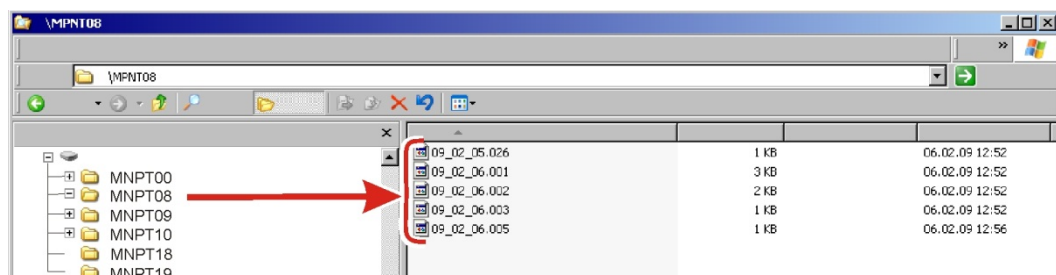 \MPNT08
»
\MPNT08
09_02_05.026 1 KB 06.02.09 12:52
09_02_06.001 3 KB 06.02.09 12:52
09_02_06.002 2 KB 06.02.09 12:52
09_02_06.003 1 KB 06.02.09 12:52
09_02_06.005 1 KB 06.02.09 12:56
MNPT00
MNPT08
MNPT09
MNPT10
MNPT18
MNPT19